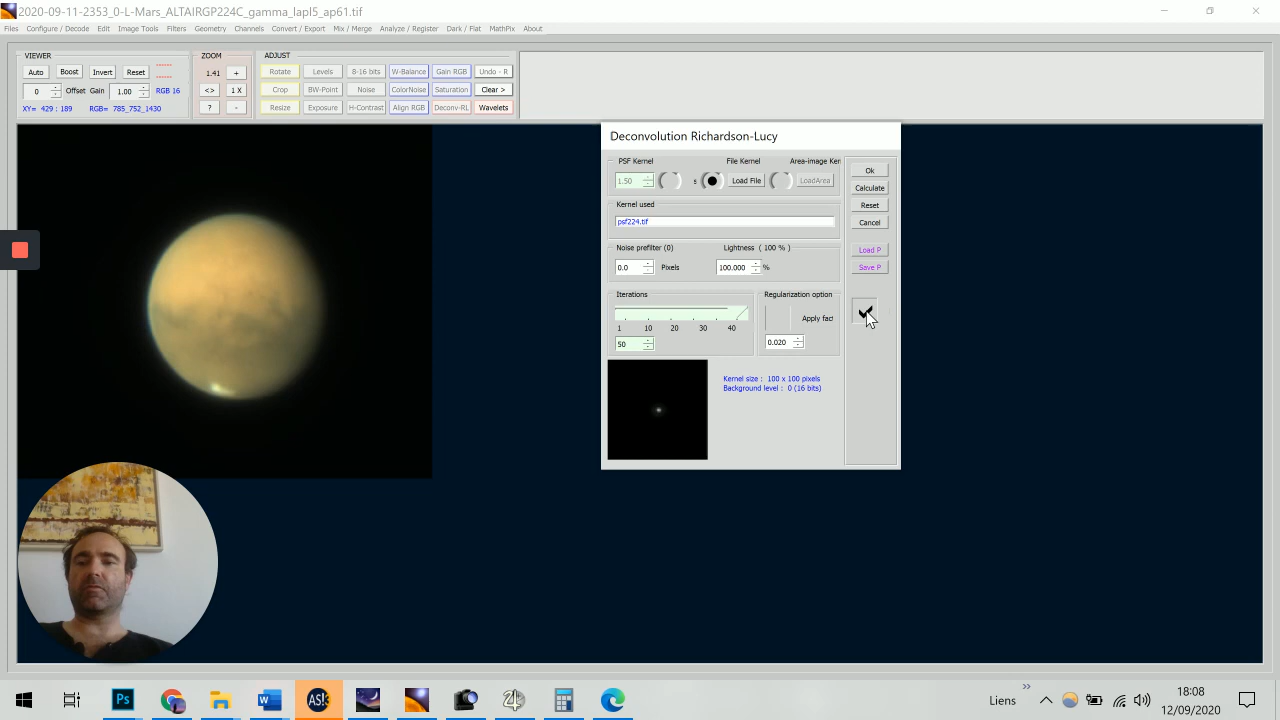 2020-09-11-2353_0-L-Mars_ALTAIRGP224C_gamma_lapl5_ap61.tif
Files Configure / Decode Edit Image Tools Filters Geometry Channels Convert / Export Mix / Merge Analyze / Register Dark / Flat MathPix About
VIEWER ZOOM ADJUST
Auto Boost Invert Reset 1.41 + Rotate Levels 8-16 bits W-Balance Gain RGB Undo - R
0 Offset Gain 1.00 RGB 16 <> 1 X Crop BW-Point Noise ColorNoise Saturation Clear >
XY= 429 : 189 RGB= 785_752_1430 ? - Resize Exposure H-Contrast Align RGB Deconv-RL Wavelets
Deconvolution Richardson-Lucy
PSF Kernel File Kernel Area-image Ker
1.50 s Load File LoadArea
Kernel used
psf224.tif
Noise prefilter (0) Lightness ( 100 % )
0.0 Pixels 100.000 %
Iterations Regularization option
Apply fact
1 10 20 30 40
50 0.020
Kernel size : 100 x 100 pixels
Background level : 0 (16 bits)
Ok
Calculate
Reset
Cancel
Load P
Save P
Ps W AS!3 Liens » 18:08
12/09/2020